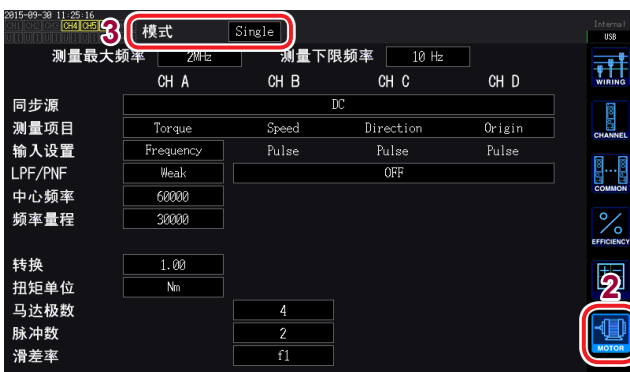 2015-09-30 11:25:16
CH1 CH2 CH3 CH4 CH5
3
模式 Single
Internal
USB
测量最大频率 2MHz 测量下限频率 10 Hz
CH A CH B CH C CH D
WIRING
同步源 DC
测量项目 Torque Speed Direction Origin
CHANNEL
输入设置 Frequency Pulse Pulse Pulse
LPF/PNF Weak OFF
COMMON
中心频率 60000
频率量程 30000
EFFICIENCY
转换 1.00
扭矩单位 Nm
2
马达极数 4
脉冲数 2
MOTOR
滑差率 f1